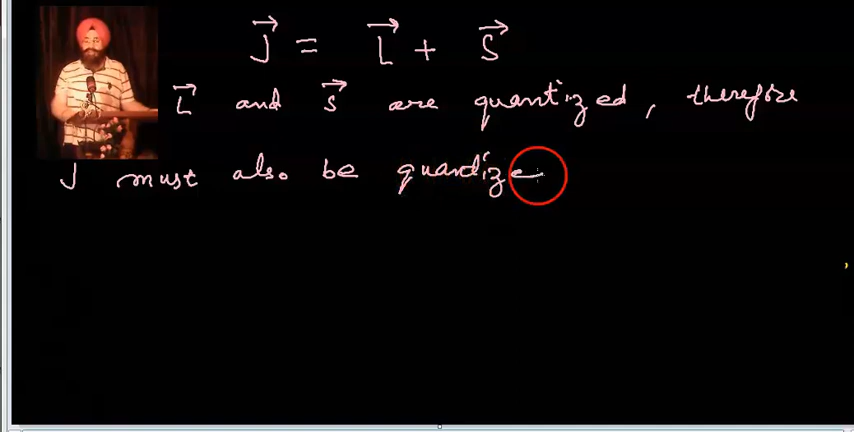 J⃗ = L⃗ + S⃗
L⃗ and S⃗ are quantized, therefore
J must also be quantize